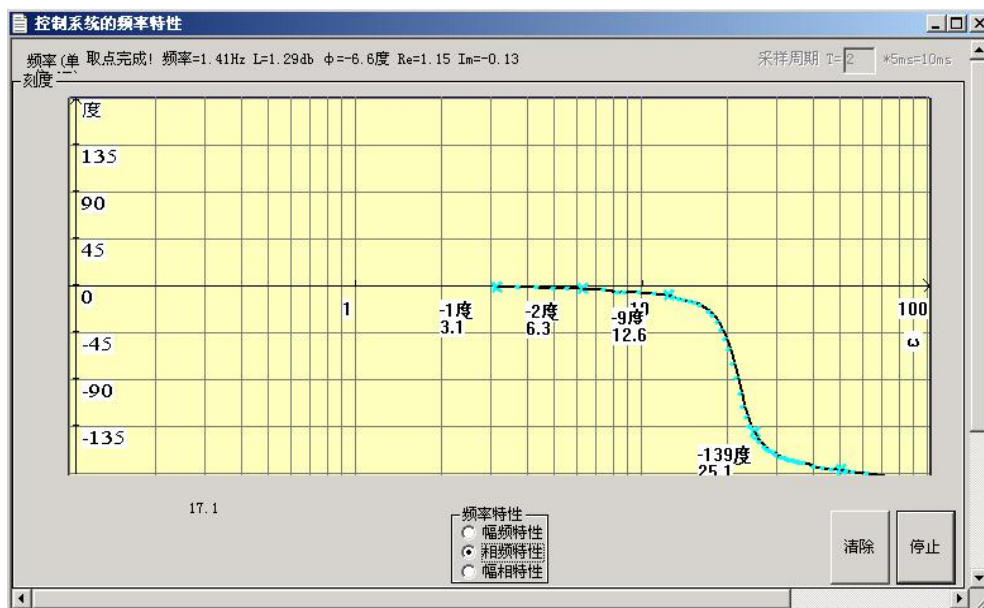 控制系统的频率特性
频率(单 取点完成! 频率=1.41Hz L=1.29db φ=-6.6度 Re=1.15 Im=-0.13
采样周期 T= 2 *5ms=10ms
刻度
度
135
90
45
0
-45
-90
-135
1
10
100
ω
-1度
3.1
-2度
6.3
-9度
12.6
-139度
25.1
17.1
频率特性
幅频特性
相频特性
幅相特性
清除
停止